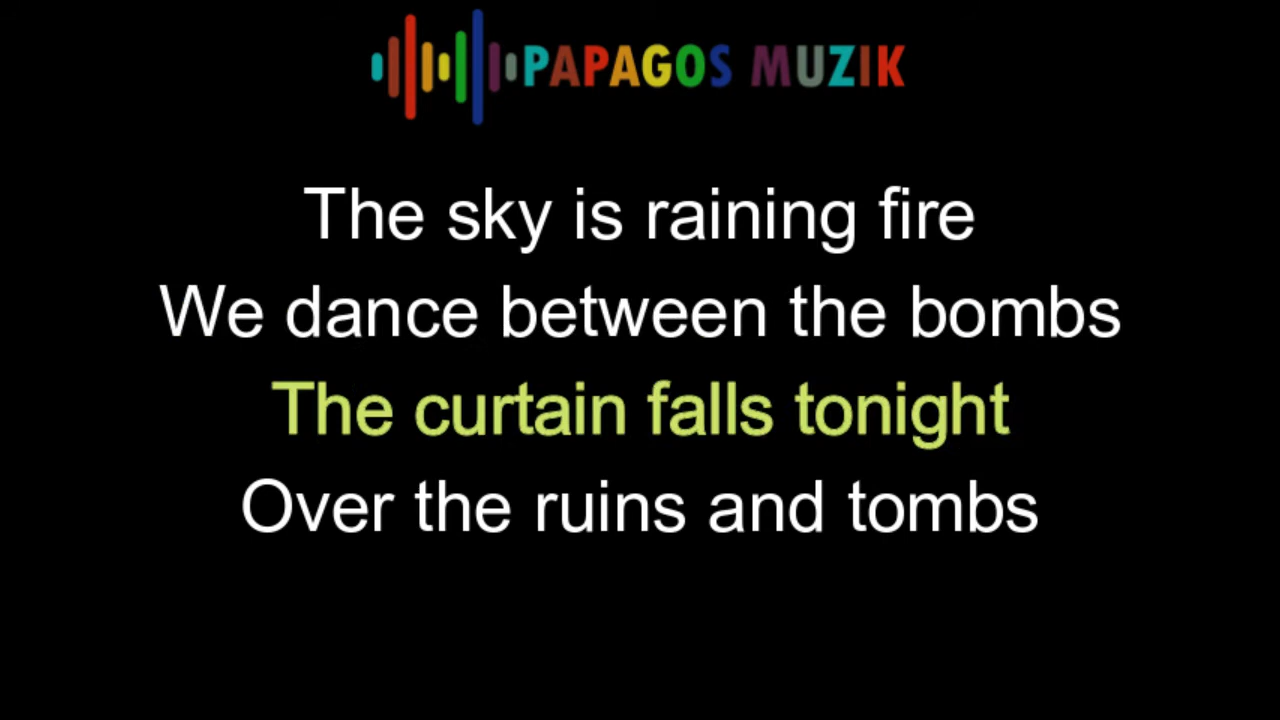 PAPAGOS MUZIK
The sky is raining fire
We dance between the bombs
The curtain falls tonight
Over the ruins and tombs